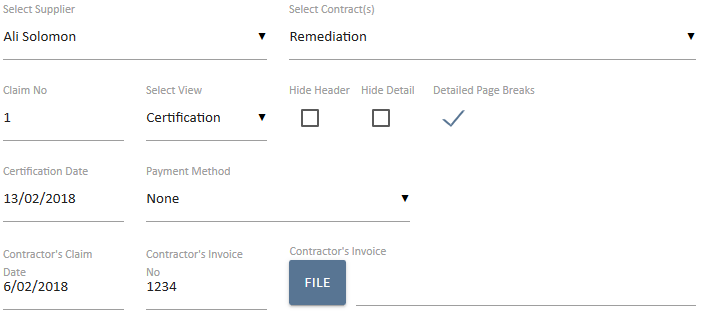 Select Supplier Select Contract(s)
Ali Solomon Remediation
Claim No Select View Hide Header Hide Detail Detailed Page Breaks
1 Certification
Certification Date Payment Method
13/02/2018 None
Contractor's Claim Contractor's Invoice Contractor's Invoice
Date No
6/02/2018 1234 FILE